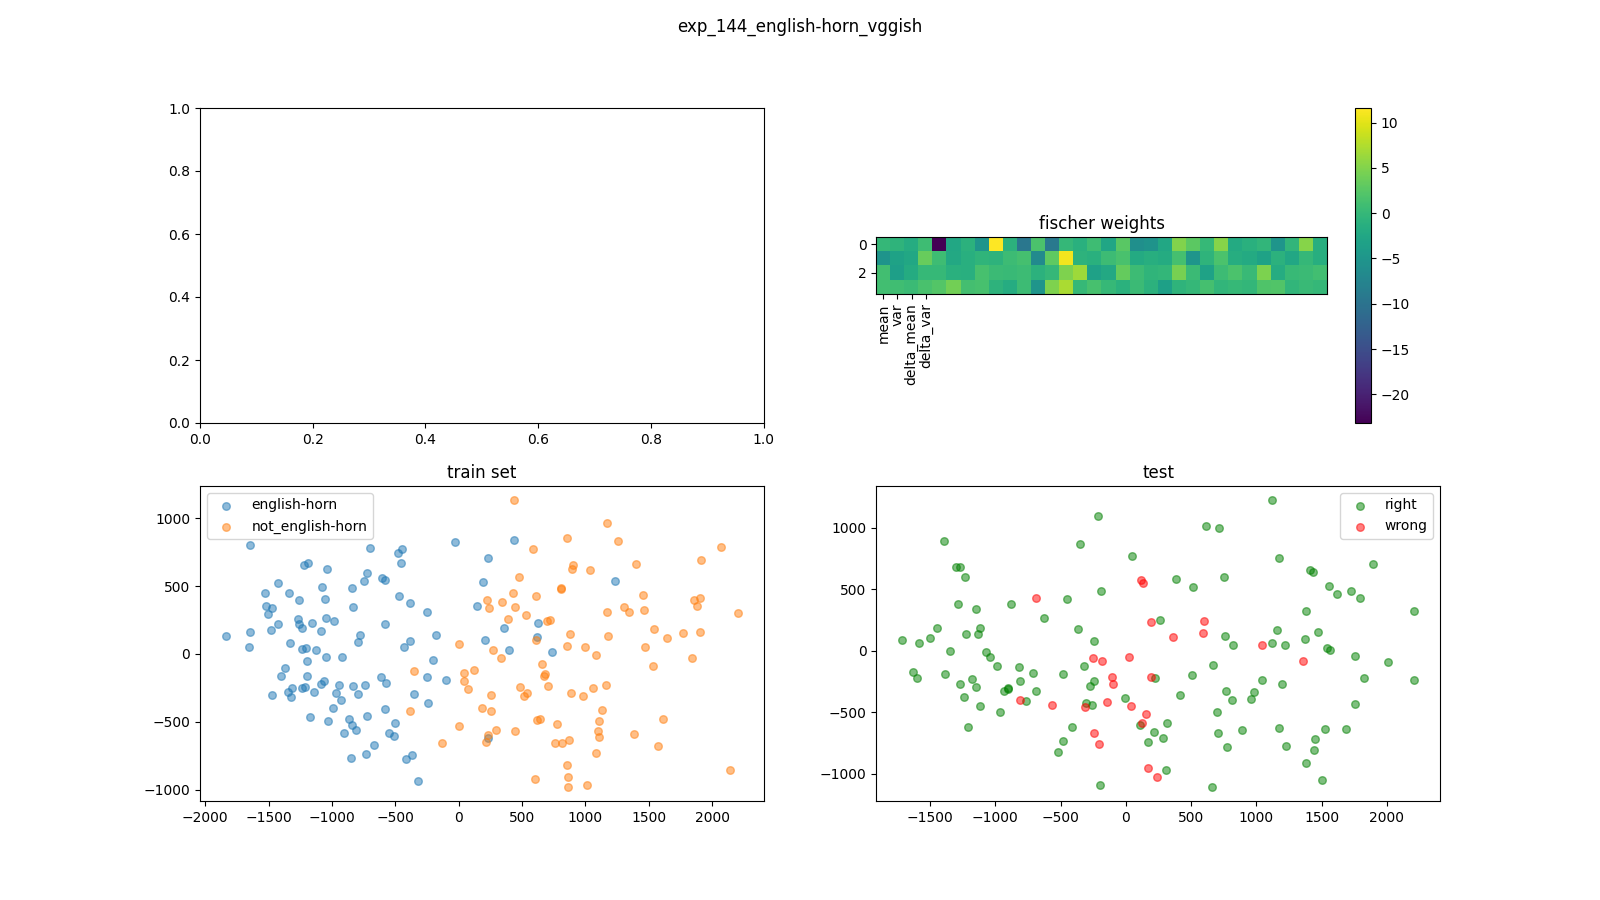 exp_144_english-horn_vggish
1.0
0.8
0.6
0.4
0.2
0.0
0.0 0.2 0.4 0.6 0.8 1.0
fischer weights
0
2
mean
var
delta_mean
delta_var
10
5
0
−5
−10
−15
−20
train set
english-horn
not_english-horn
1000
500
0
−500
−1000
−2000 −1500 −1000 −500 0 500 1000 1500 2000
test
right
wrong
1000
500
0
−500
−1000
−1500 −1000 −500 0 500 1000 1500 2000